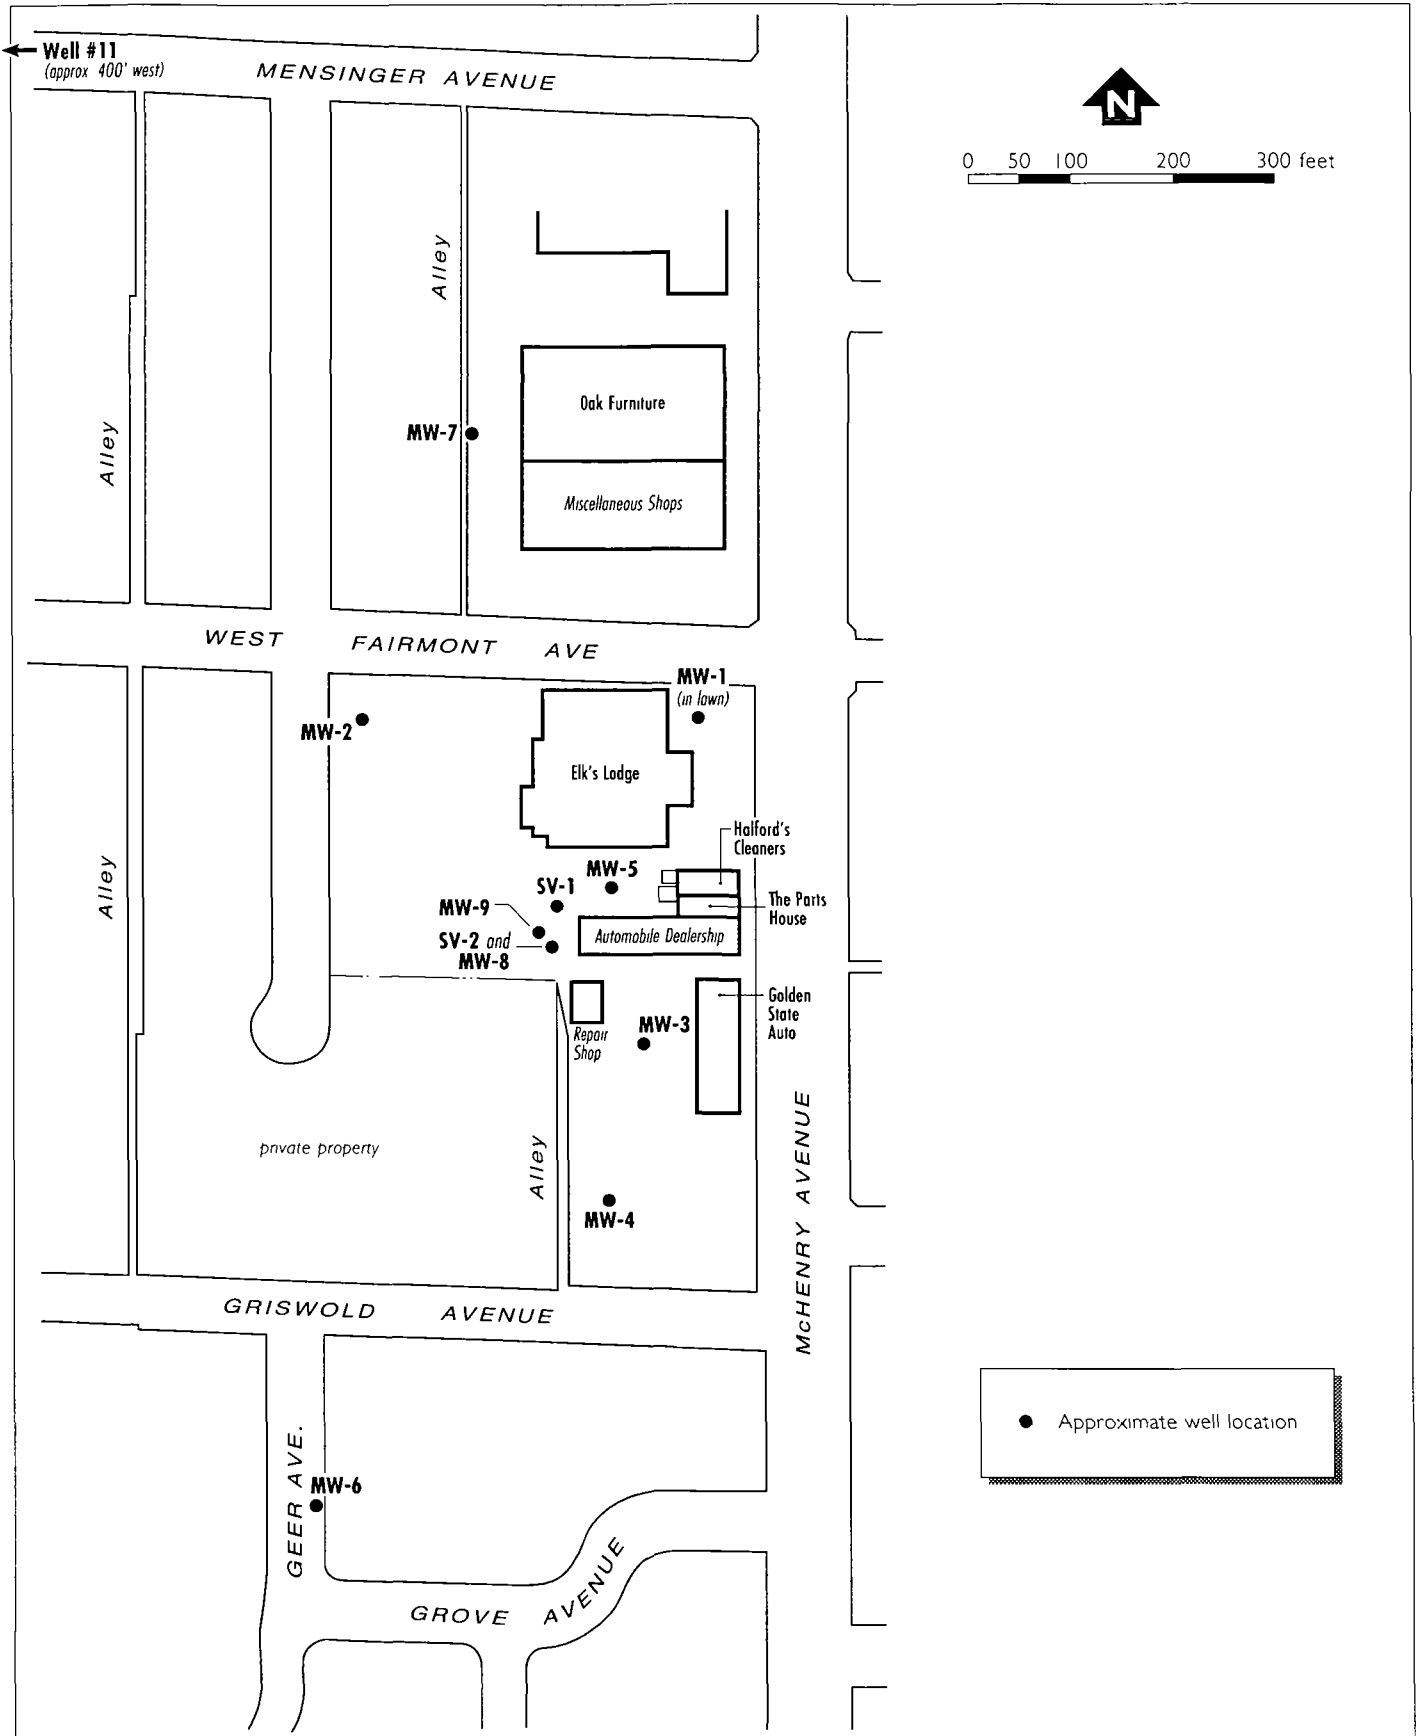 Well #11
(approx 400' west)
MENSINGER AVENUE
N
0 50 100 200 300 feet
Alley
Alley
Oak Furniture
MW-7
Miscellaneous Shops
WEST FAIRMONT AVE
MW-1
(in lawn)
MW-2
Elk's Lodge
Halford's
Cleaners
MW-5
SV-1
The Parts
House
MW-9
SV-2 and
MW-8
Automobile Dealership
Alley
Golden
State
Auto
MW-3
Repair
Shop
private property
Alley
McHENRY AVENUE
MW-4
GRISWOLD AVENUE
Approximate well location
GEER AVE.
MW-6
GROVE AVENUE